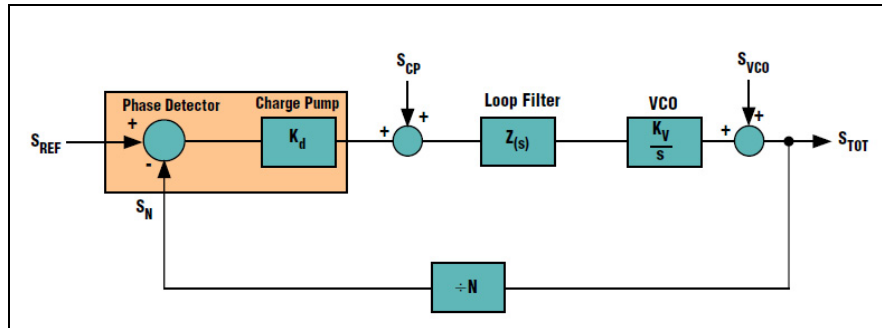 S_CP
S_VCO
Phase Detector
Charge Pump
Loop Filter
VCO
S_REF
+
-
K_d
+
+
Z_(s)
K_V
s
+
+
S_TOT
S_N
÷N